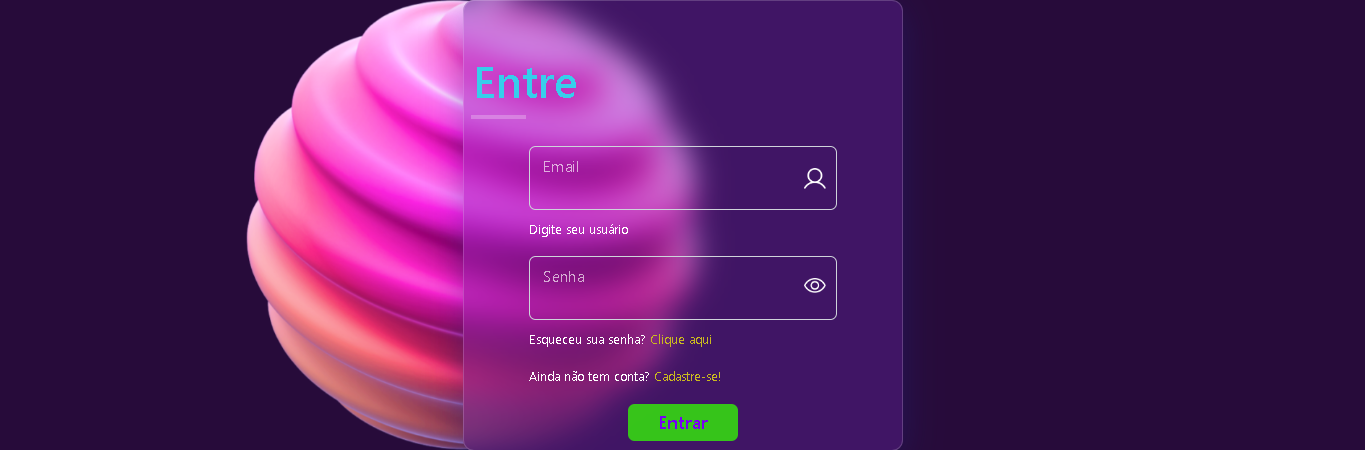 Entre
Email
Digite seu usuário
Senha
Esqueceu sua senha? Clique aqui
Ainda não tem conta? Cadastre-se!
Entrar